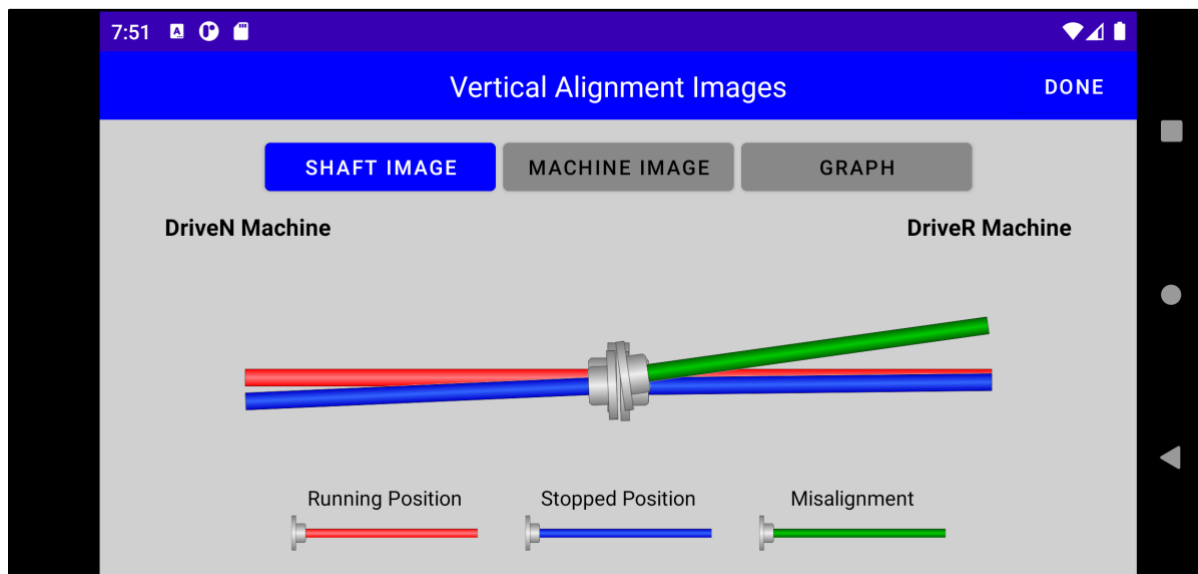 7:51
Vertical Alignment Images
DONE
SHAFT IMAGE MACHINE IMAGE GRAPH
DriveN Machine DriveR Machine
Running Position Stopped Position Misalignment